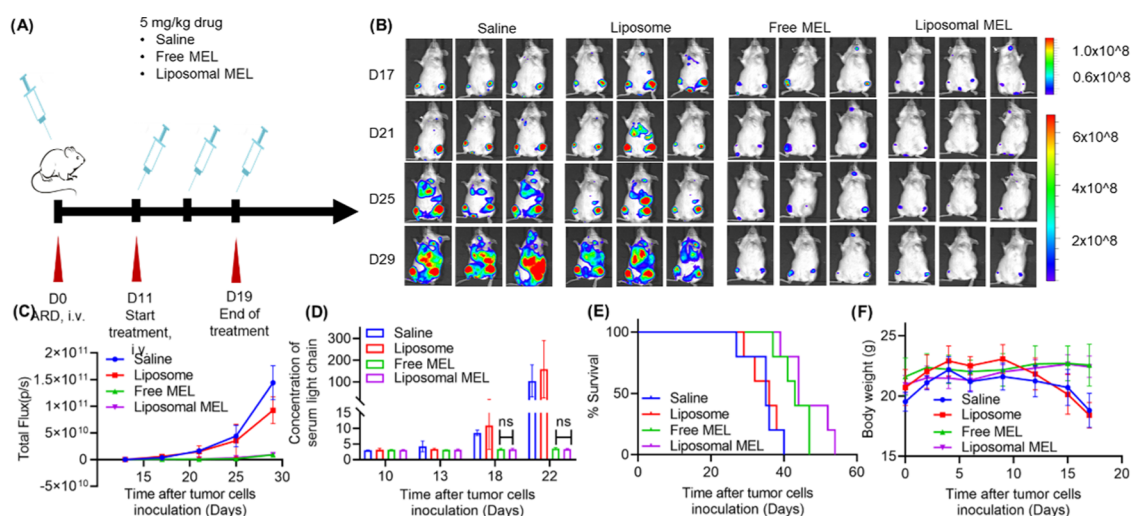 (A)
5 mg/kg drug
• Saline
• Free MEL
• Liposomal MEL
D0
ARD, i.v.
D11
Start
treatment,
i.v.
D19
End of
treatment
(B)
Saline
Liposome
Free MEL
Liposomal MEL
D17
D21
D25
D29
1.0x10^8
0.6x10^8
6x10^8
4x10^8
2x10^8
(C)
Total Flux(p/s)
2×10^11
1.5×10^11
1×10^11
5×10^10
0
-5×10^10
Saline
Liposome
Free MEL
Liposomal MEL
10 15 20 25 30
Time after tumor cells
inoculation (Days)
(D)
Concentration of
serum light chain
300
200
100
15
10
5
0
Saline
Liposome
Free MEL
Liposomal MEL
ns
ns
10 13 18 22
Time after tumor cells
inoculation (Days)
(E)
% Survival
100
50
0
Saline
Liposome
Free MEL
Liposomal MEL
0 20 40 60
Time after tumor cells
inoculation (Days)
(F)
Body weight (g)
25
20
Saline
Liposome
Free MEL
Liposomal MEL
0 5 10 15 20
Time after tumor cells
inoculation (Days)